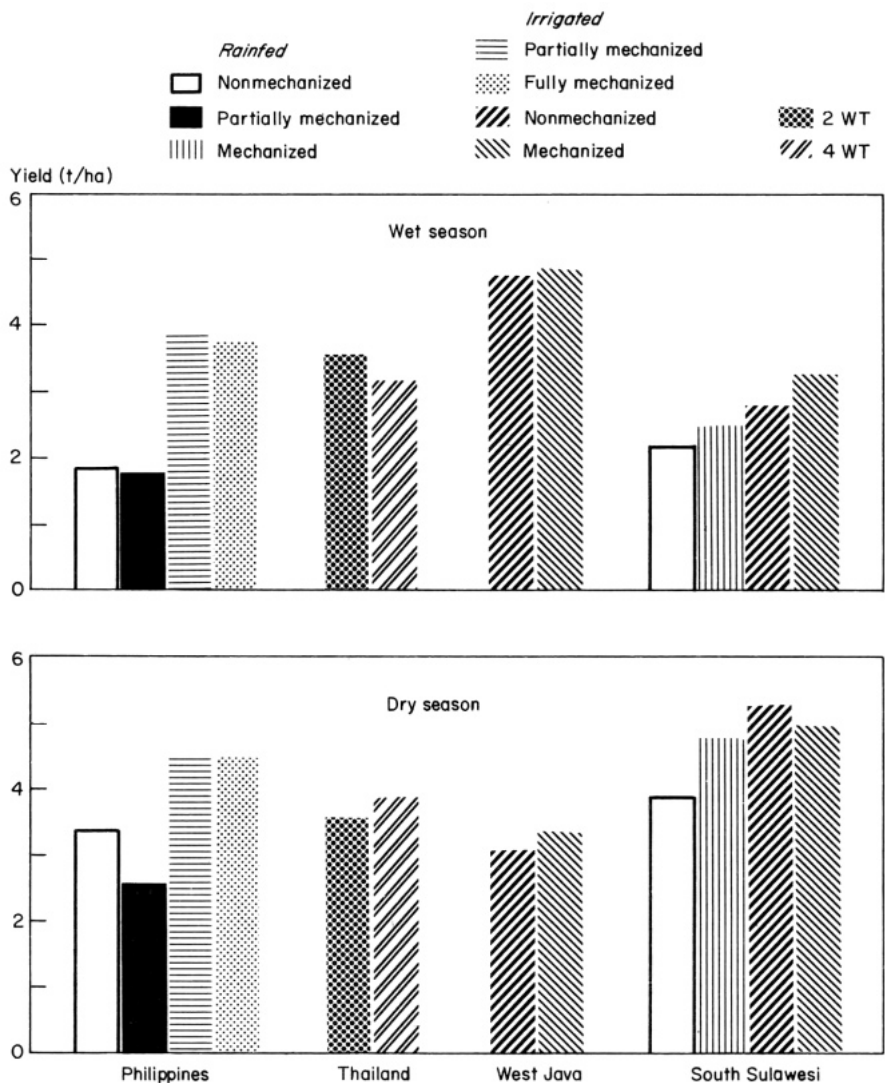 Rainfed
Nonmechanized
Partially mechanized
Mechanized
Irrigated
Partially mechanized
Fully mechanized
Nonmechanized
Mechanized
2 WT
4 WT
Yield (t/ha)
6
Wet season
4
2
0
6
Dry season
4
2
0
Philippines
Thailand
West Java
South Sulawesi